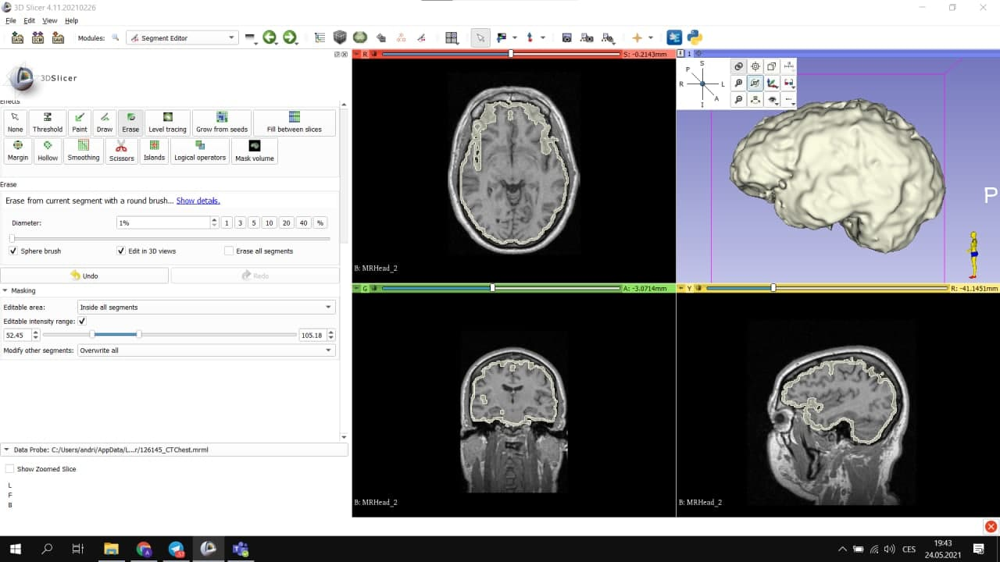 3D Slicer 4.11.20210226
File Edit View Help
DATA DCM SAVE Modules: Segment Editor
3DSlicer
R S: -0.2143mm
1
S
P
R L
A
I
Effects
None Threshold Paint Draw Erase Level tracing Grow from seeds Fill between slices
Margin Hollow Smoothing Scissors Islands Logical operators Mask volume
Erase
Erase from current segment with a round brush... Show details.
Diameter: 1% 1 3 5 10 20 40 %
Sphere brush Edit in 3D views Erase all segments
Undo Redo
Masking
Editable area: Inside all segments
Editable intensity range:
52.45 105.18
Modify other segments: Overwrite all
B: MRHead_2
P
G A: -3.0714mm
Y R: -41.1451mm
Data Probe: C:/Users/andri/AppData/L...r/126145_CTChest.mrml
Show Zoomed Slice
L
F
B
B: MRHead_2
B: MRHead_2
CES
19:43
24.05.2021